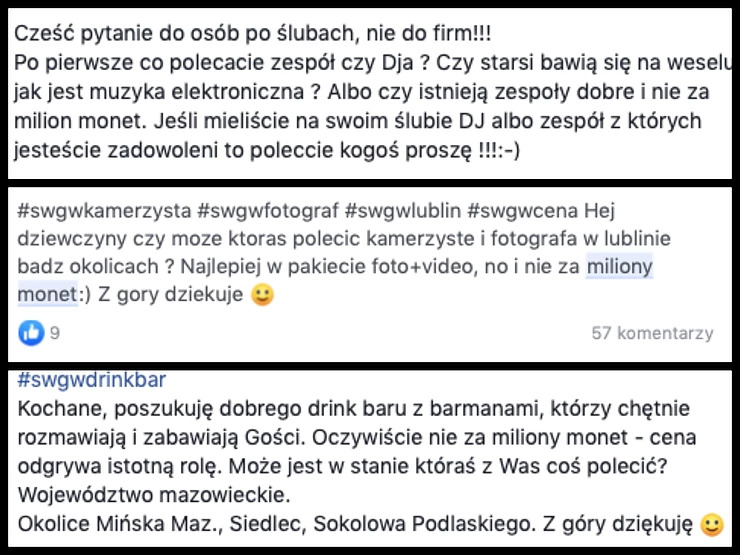 Cześć pytanie do osób po ślubach, nie do firm!!!
Po pierwsze co polecacie zespół czy Dja ? Czy starsi bawią się na weselu
jak jest muzyka elektroniczna ? Albo czy istnieją zespoły dobre i nie za
milion monet. Jeśli mieliście na swoim ślubie DJ albo zespół z których
jesteście zadowoleni to poleccie kogoś proszę !!!:-)
#swgwkamerzysta #swgwfotograf #swgwlublin #swgwcena Hej
dziewczyny czy moze ktoras polecic kamerzyste i fotografa w lublinie
badz okolicach ? Najlepiej w pakiecie foto+video, no i nie za miliony
monet:) Z gory dziekuje 🙂
9
57 komentarzy
#swgwdrinkbar
Kochane, poszukuję dobrego drink baru z barmanami, którzy chętnie
rozmawiają i zabawiają Gości. Oczywiście nie za miliony monet - cena
odgrywa istotną rolę. Może jest w stanie któraś z Was coś polecić?
Województwo mazowieckie.
Okolice Mińska Maz., Siedlec, Sokolowa Podlaskiego. Z góry dziękuję 🙂